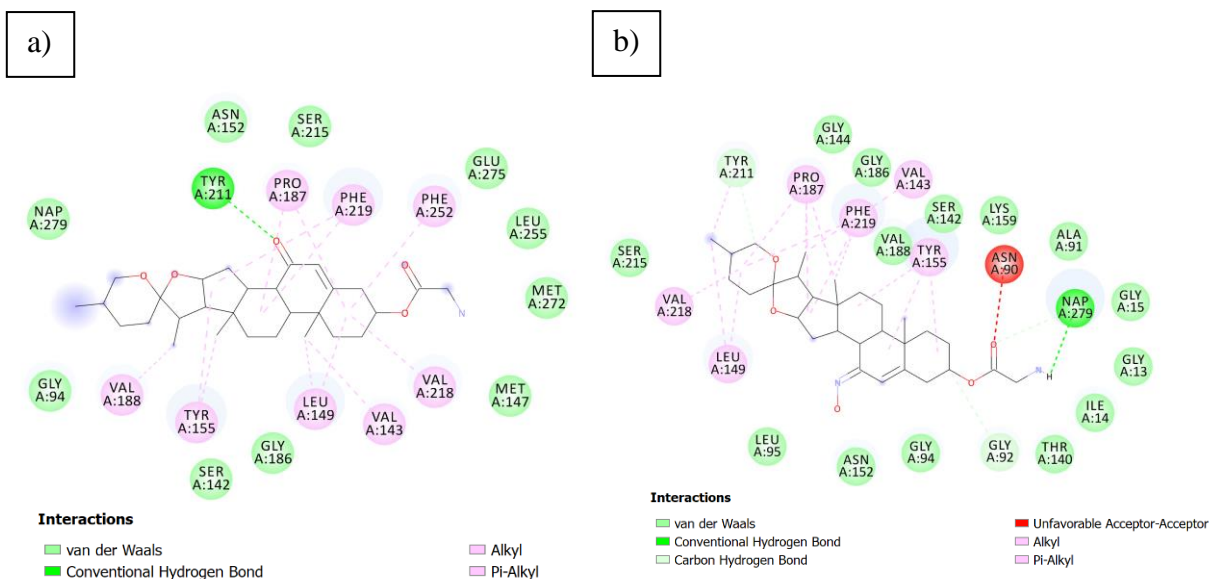 a)
ASN
A:152
SER
A:215
TYR
A:211
PRO
A:187
PHE
A:219
PHE
A:252
GLU
A:275
LEU
A:255
NAP
A:279
MET
A:272
O
O
O
O
O
N
GLY
A:94
VAL
A:188
TYR
A:155
SER
A:142
GLY
A:186
LEU
A:149
VAL
A:143
VAL
A:218
MET
A:147
Interactions
van der Waals
Conventional Hydrogen Bond
Alkyl
Pi-Alkyl
b)
GLY
A:144
TYR
A:211
PRO
A:187
GLY
A:186
VAL
A:143
PHE
A:219
SER
A:142
LYS
A:159
VAL
A:188
TYR
A:155
ALA
A:91
ASN
A:90
SER
A:215
NAP
A:279
GLY
A:15
VAL
A:218
O
O
LEU
A:149
O
N
H
O
N
O
GLY
A:13
ILE
A:14
LEU
A:95
ASN
A:152
GLY
A:94
GLY
A:92
THR
A:140
Interactions
van der Waals
Conventional Hydrogen Bond
Carbon Hydrogen Bond
Unfavorable Acceptor-Acceptor
Alkyl
Pi-Alkyl